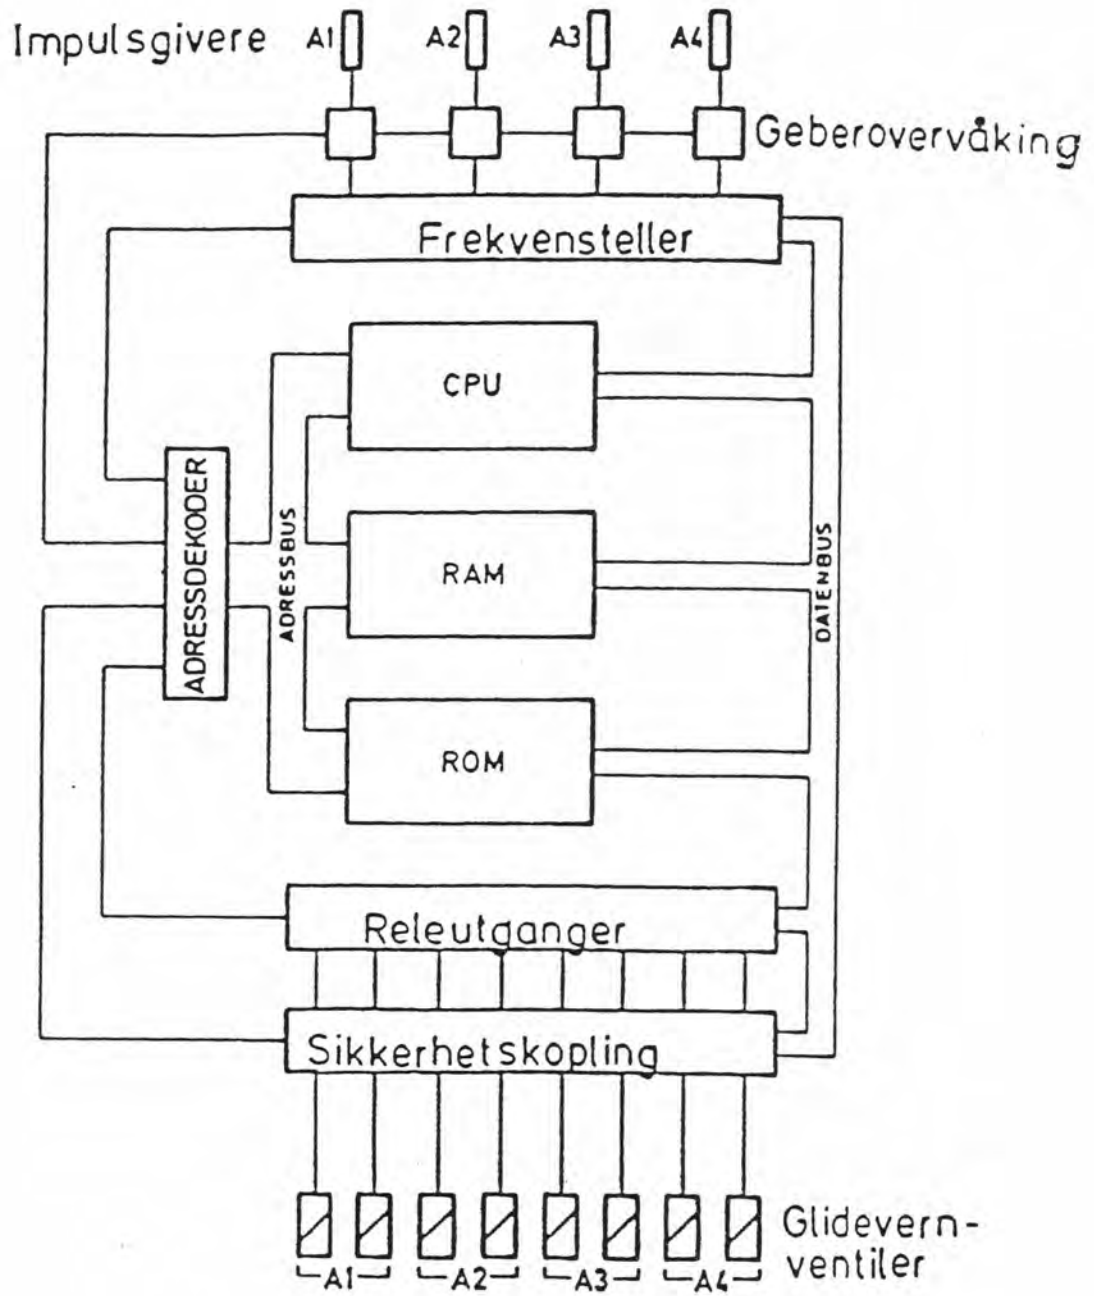 Impulsgivere A1 A2 A3 A4
Geberovervåking
Frekvensteller
CPU
ADRESSDEKODER
ADRESSBUS
RAM
DATENBUS
ROM
Releutganger
Sikkerhetskopling
Glidevern-
ventiler
A1 A2 A3 A4